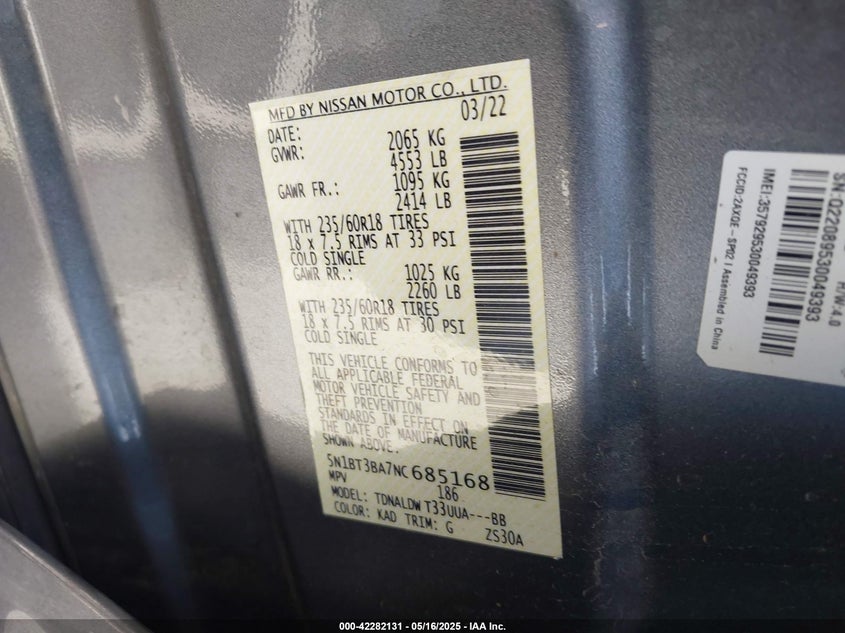 MFD BY NISSAN MOTOR CO., LTD.
DATE: 03/22
GVWR: 2065 KG
4553 LB
GAWR FR.: 1095 KG
2414 LB
WITH 235/60R18 TIRES
18 x 7.5 RIMS AT 33 PSI
COLD SINGLE
GAWR RR.: 1025 KG
2260 LB
WITH 235/60R18 TIRES
18 x 7.5 RIMS AT 30 PSI
COLD SINGLE
THIS VEHICLE CONFORMS TO
ALL APPLICABLE FEDERAL
MOTOR VEHICLE SAFETY AND
THEFT PREVENTION
STANDARDS IN EFFECT ON
THE DATE OF MANUFACTURE
SHOWN ABOVE.
5N1BT3BA7NC685168
MPV 186
MODEL: TDNALDW T33UUA---BB
COLOR: KAD TRIM: G ZS30A
SN:Q22089530049393
H/W:4.0
IMEI:357929530049393
FCCID:2AXQE-SP02 | Assembled in China
000-42282131 - 05/16/2025 - IAA Inc.